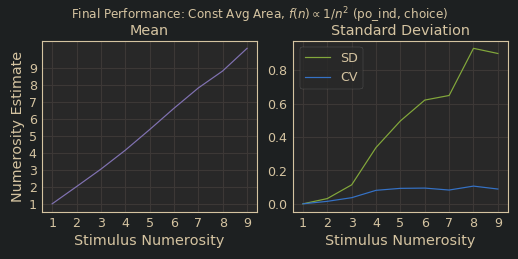 Final Performance: Const Avg Area, f(n) ∝ 1/n² (po_ind, choice)
Mean
Numerosity Estimate
9
8
7
6
5
4
3
2
1
1 2 3 4 5 6 7 8 9
Stimulus Numerosity
Standard Deviation
SD
CV
0.8
0.6
0.4
0.2
0.0
1 2 3 4 5 6 7 8 9
Stimulus Numerosity